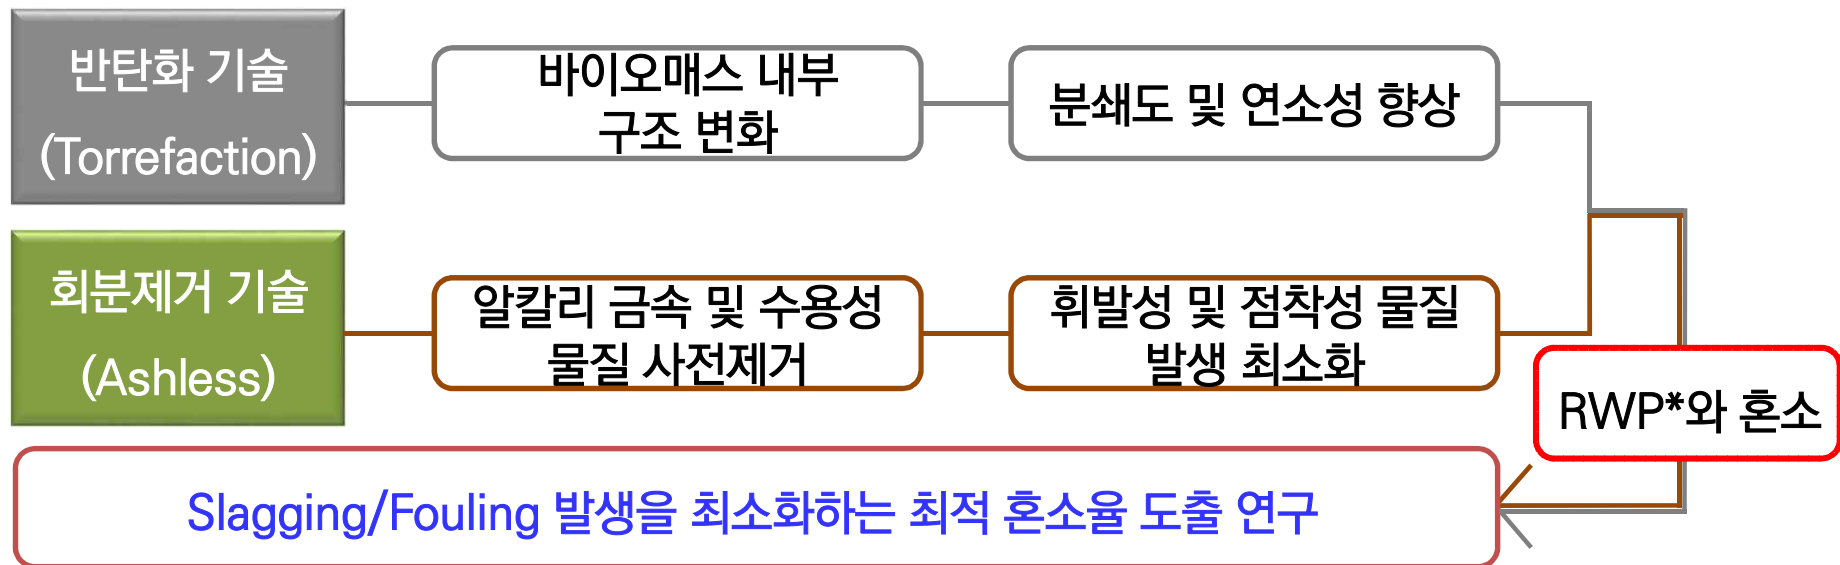 반탄화 기술
(Torrefaction)
바이오매스 내부
구조 변화
분쇄도 및 연소성 향상
회분제거 기술
(Ashless)
알칼리 금속 및 수용성
물질 사전제거
휘발성 및 점착성 물질
발생 최소화
RWP*와 혼소
Slagging/Fouling 발생을 최소화하는 최적 혼소율 도출 연구